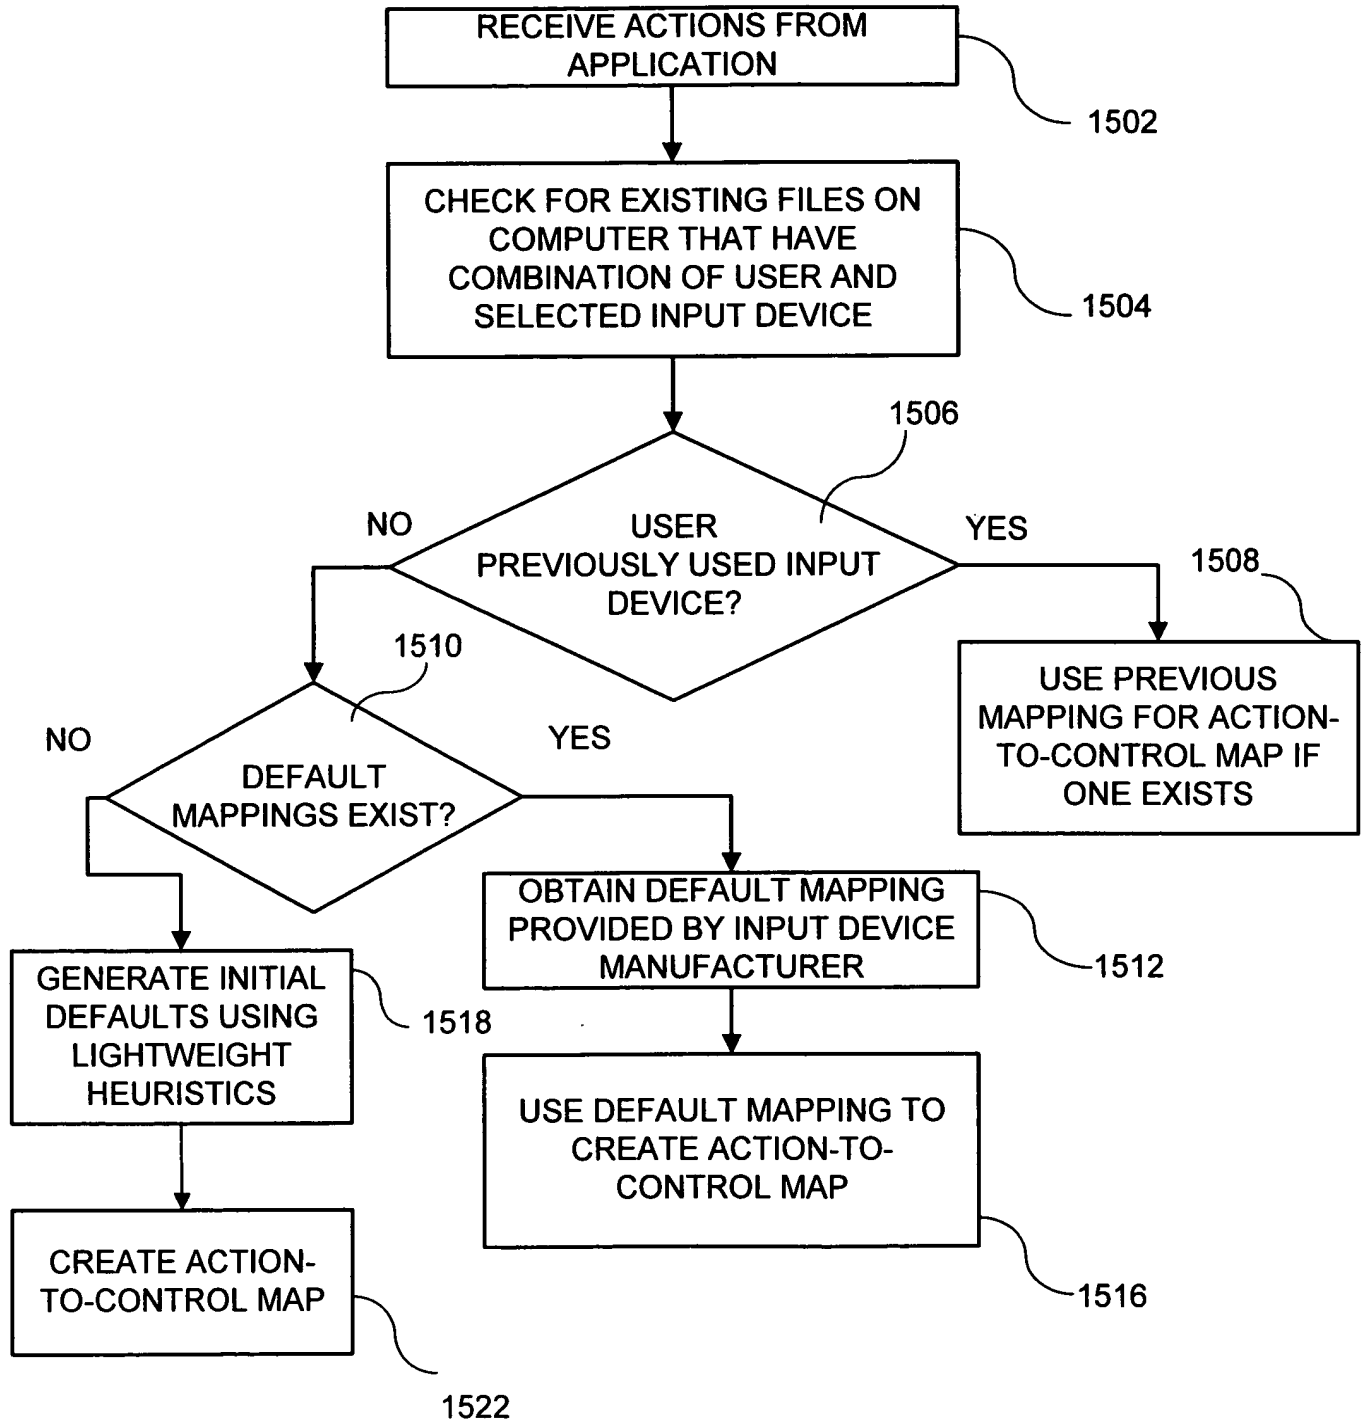 RECEIVE ACTIONS FROM
APPLICATION
1502
CHECK FOR EXISTING FILES ON
COMPUTER THAT HAVE
COMBINATION OF USER AND
SELECTED INPUT DEVICE
1504
1506
NO
USER
PREVIOUSLY USED INPUT
DEVICE?
YES
1508
USE PREVIOUS
MAPPING FOR ACTION-
TO-CONTROL MAP IF
ONE EXISTS
1510
NO
DEFAULT
MAPPINGS EXIST?
YES
OBTAIN DEFAULT MAPPING
PROVIDED BY INPUT DEVICE
MANUFACTURER
1512
GENERATE INITIAL
DEFAULTS USING
LIGHTWEIGHT
HEURISTICS
1518
USE DEFAULT MAPPING TO
CREATE ACTION-TO-
CONTROL MAP
1516
CREATE ACTION-
TO-CONTROL MAP
1522